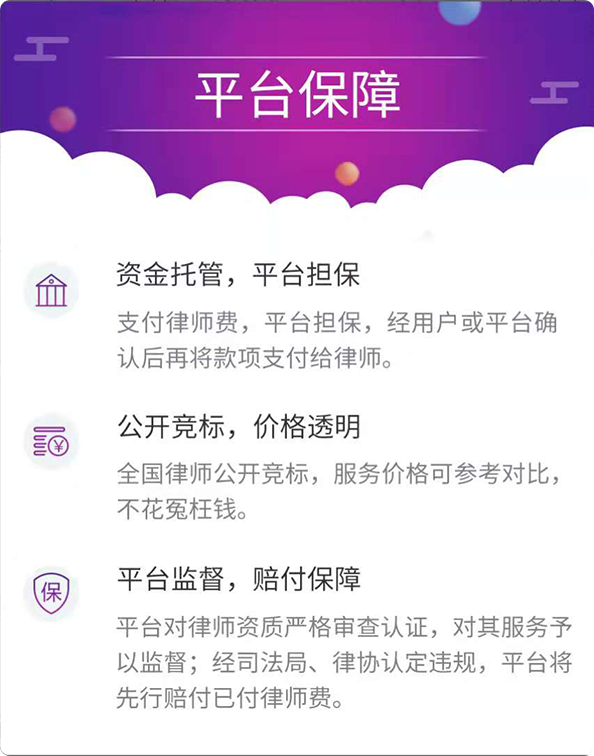 平台保障
资金托管，平台担保
支付律师费，平台担保，经用户或平台确
认后再将款项支付给律师。
公开竞标，价格透明
全国律师公开竞标，服务价格可参考对比，
不花冤枉钱。
保
平台监督，赔付保障
平台对律师资质严格审查认证，对其服务予
以监督；经司法局、律协认定违规，平台将
先行赔付已付律师费。